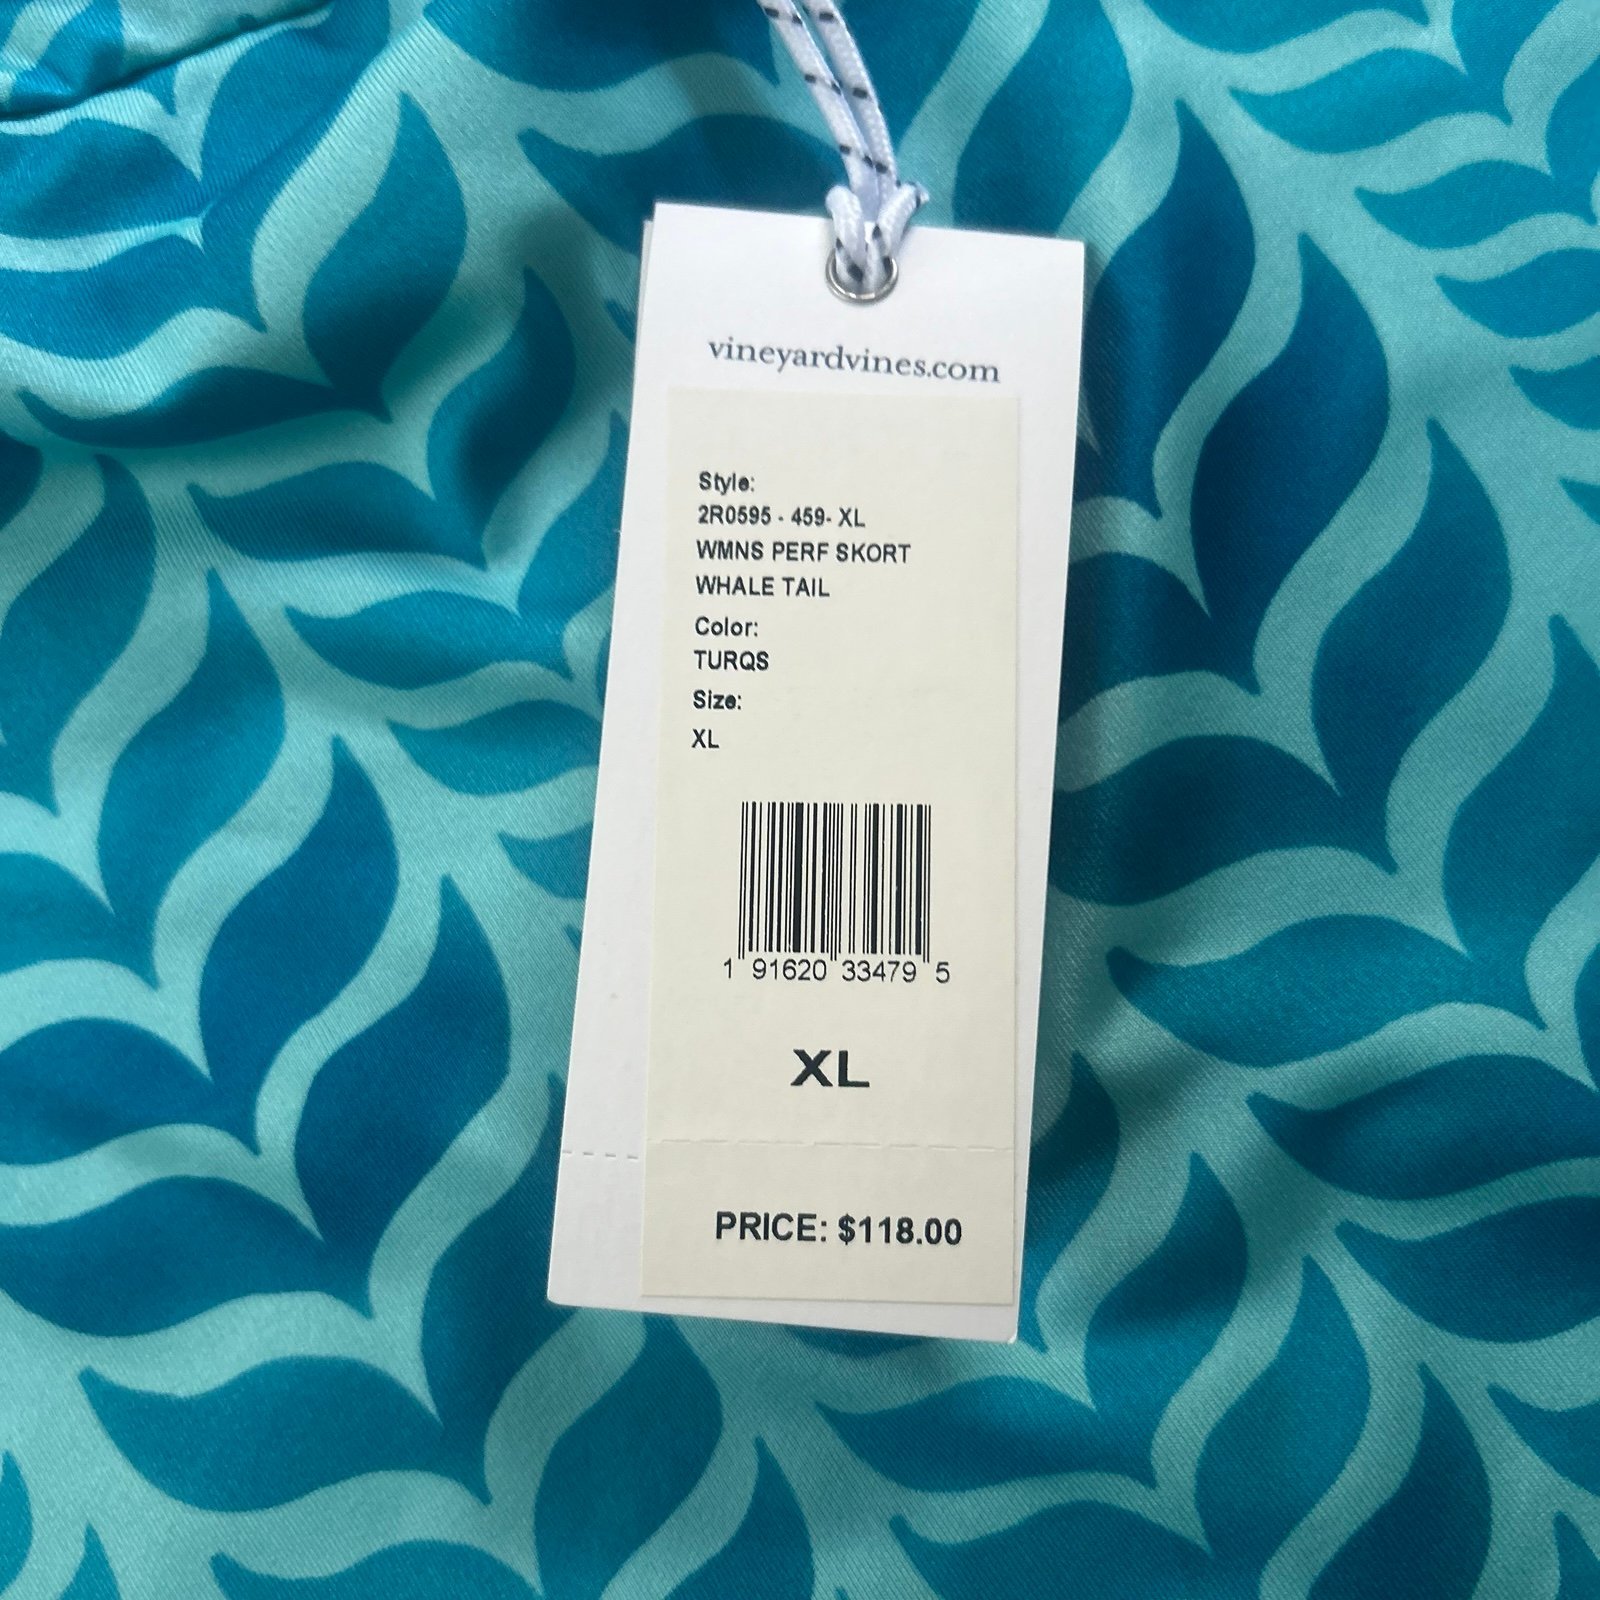 vineyardvines.com
Style:
2R0595 - 459- XL
WMNS PERF SKORT
WHALE TAIL
Color:
TURQS
Size:
XL
1 91620 33479 5
XL
PRICE: $118.00